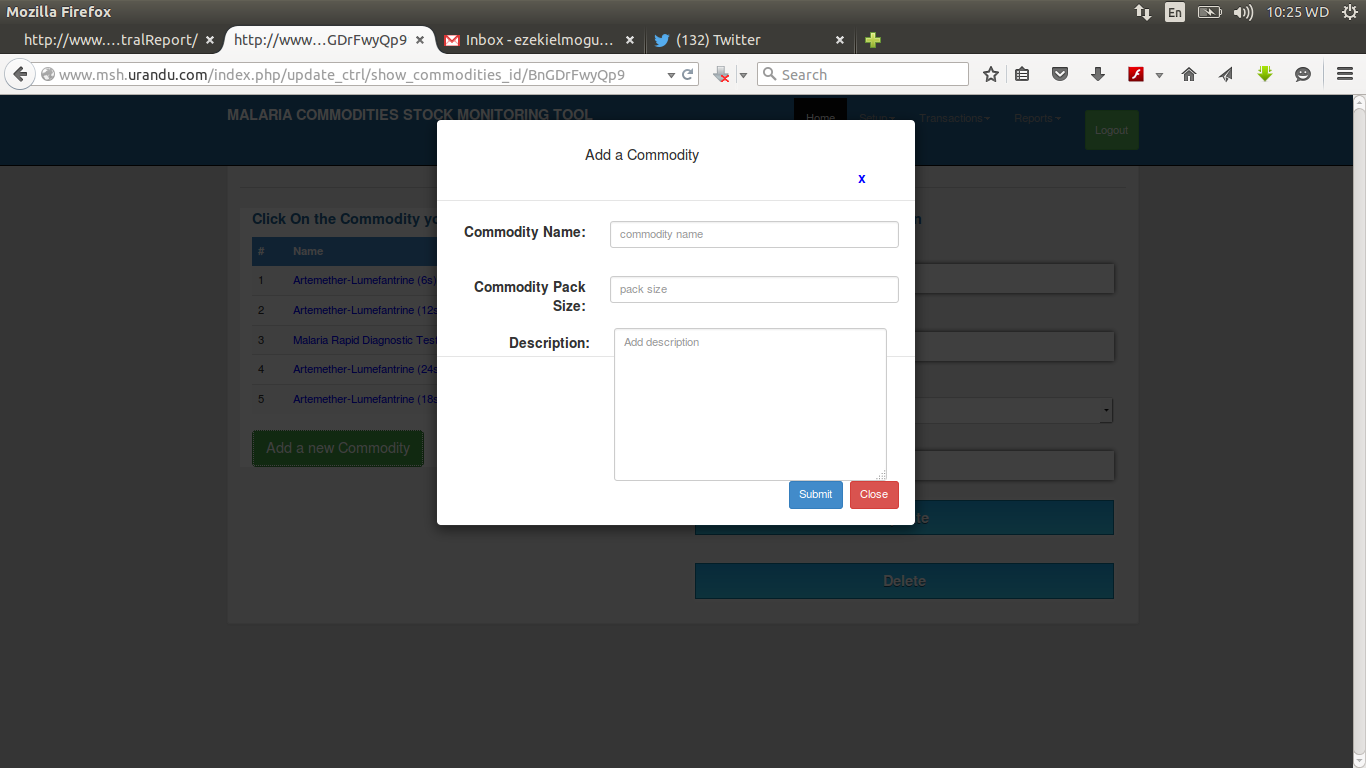 Mozilla Firefox
En
10:25 WD
http://www.…tralReport/
http://www…GDrFwyQp9
Inbox - ezekielmogu…
(132) Twitter
www.msh.urandu.com/index.php/update_ctrl/show_commodities_id/BnGDrFwyQp9
Search
MALARIA COMMODITIES STOCK MONITORING TOOL
Home
Setup
Transactions
Reports
Logout
Add a Commodity
x
Click On the Commodity
# Name
1 Artemether-Lumefantrine (6s)
2 Artemether-Lumefantrine (12s
3 Malaria Rapid Diagnostic Test
4 Artemether-Lumefantrine (24s
5 Artemether-Lumefantrine (18s
Add a new Commodity
Commodity Name:
commodity name
Commodity Pack
Size:
pack size
Description:
Add description
Submit
Close
Delete